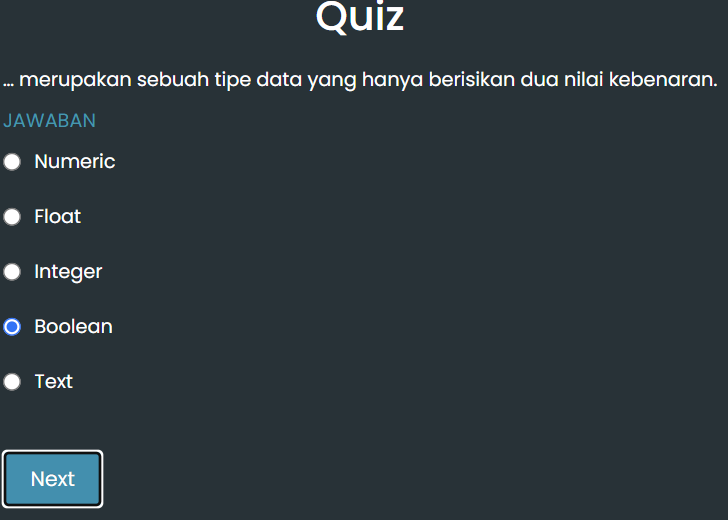 Quiz
... merupakan sebuah tipe data yang hanya berisikan dua nilai kebenaran.
JAWABAN
Numeric
Float
Integer
Boolean
Text
Next